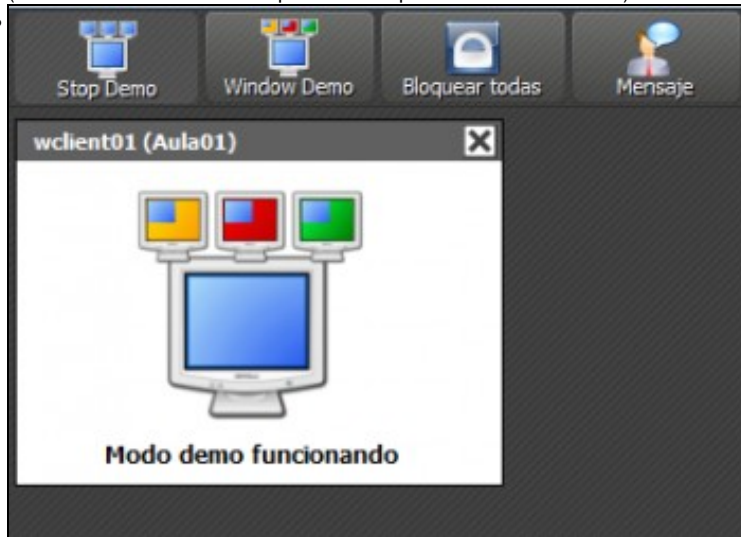 Stop Demo
Window Demo
Bloquear todas
Mensaje
wclient01 (Aula01)
Modo demo funcionando